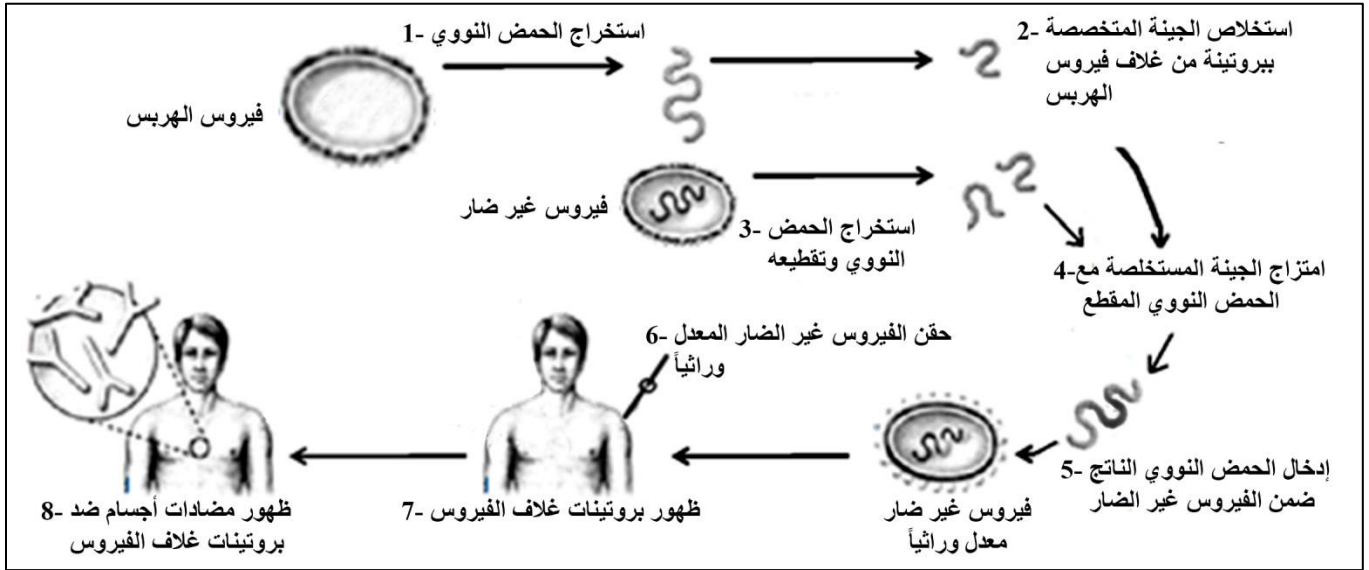 1- استخراج الحمض النووي
2- استخلاص الجينة المتخصصة
ببروتينة من غلاف فيروس
الهربس
فيروس الهربس
فيروس غير ضار
3- استخراج الحمض
النووي وتقطيعه
4- امتزاج الجينة المستخلصة مع
الحمض النووي المقطع
5- إدخال الحمض النووي الناتج
ضمن الفيروس غير الضار
فيروس غير ضار
معدل وراثياً
6- حقن الفيروس غير الضار المعدل
وراثياً
7- ظهور بروتينات غلاف الفيروس
8- ظهور مضادات أجسام ضد
بروتينات غلاف الفيروس